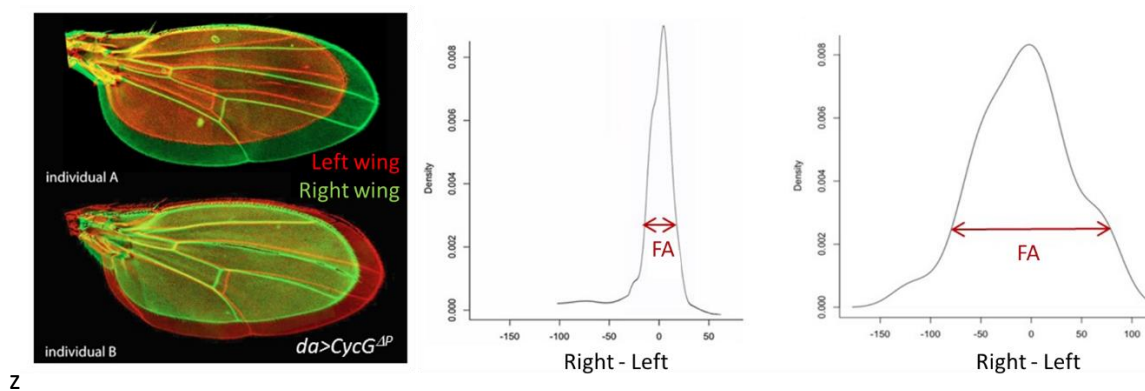 Left wing
individual A
Right wing
individual B
da>CycG^ΔP
Density
0.000
0.002
0.004
0.006
0.008
FA
-150
-100
-50
0
50
Right - Left
Density
0.000
0.002
0.004
0.006
0.008
FA
-150
-100
-50
0
50
100
Right - Left
z